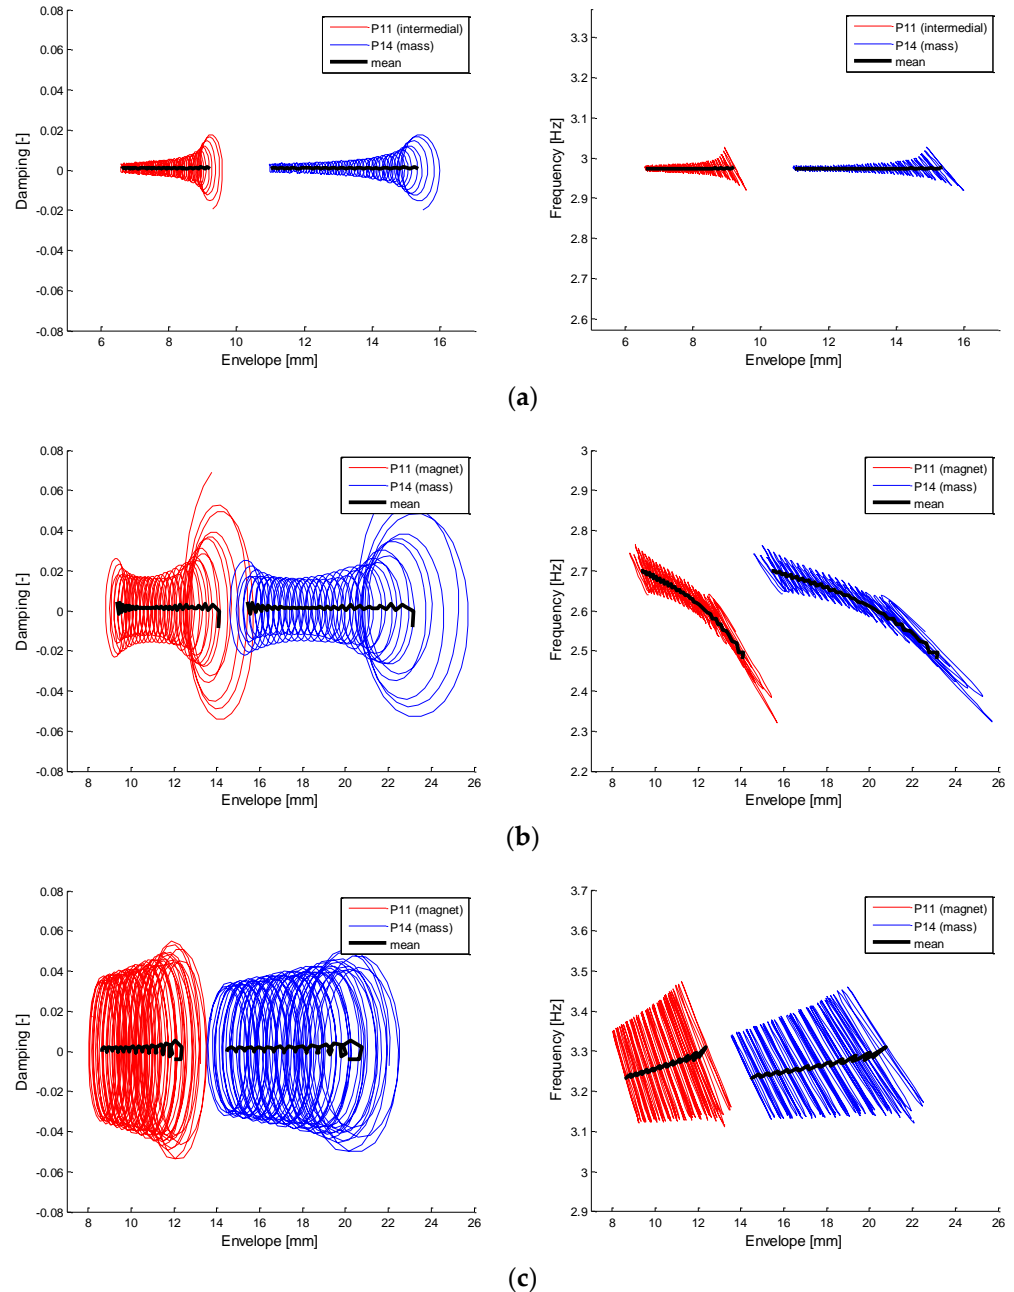 0.08
0.06
0.04
0.02
0
-0.02
-0.04
-0.06
-0.08
6 8 10 12 14 16
Damping [-]
Envelope [mm]
P11 (intermedial)
P14 (mass)
mean
3.3
3.2
3.1
3
2.9
2.8
2.7
2.6
6 8 10 12 14 16
Frequency [Hz]
Envelope [mm]
P11 (intermedial)
P14 (mass)
mean
(a)
0.08
0.06
0.04
0.02
0
-0.02
-0.04
-0.06
-0.08
8 10 12 14 16 18 20 22 24 26
Damping [-]
Envelope [mm]
P11 (magnet)
P14 (mass)
mean
3
2.9
2.8
2.7
2.6
2.5
2.4
2.3
2.2
8 10 12 14 16 18 20 22 24 26
Frequency [Hz]
Envelope [mm]
P11 (magnet)
P14 (mass)
mean
(b)
0.08
0.06
0.04
0.02
0
-0.02
-0.04
-0.06
-0.08
8 10 12 14 16 18 20 22 24 26
Damping [-]
Envelope [mm]
P11 (magnet)
P14 (mass)
mean
3.7
3.6
3.5
3.4
3.3
3.2
3.1
3
2.9
8 10 12 14 16 18 20 22 24 26
Frequency [Hz]
Envelope [mm]
P11 (magnet)
P14 (mass)
mean
(c)